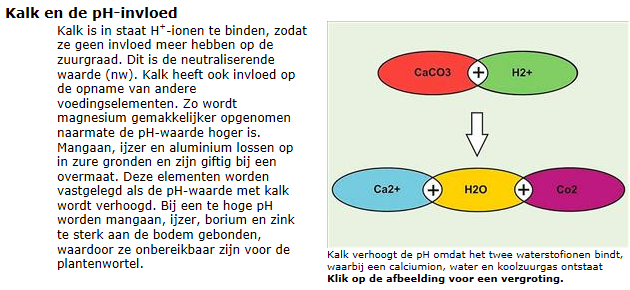 Kalk en de pH-invloed
Kalk is in staat H⁺-ionen te binden, zodat
ze geen invloed meer hebben op de
zuurgraad. Dit is de neutraliserende
waarde (nw). Kalk heeft ook invloed op
de opname van andere
voedingselementen. Zo wordt
magnesium gemakkelijker opgenomen
naarmate de pH-waarde hoger is.
Mangaan, ijzer en aluminium lossen op
in zure gronden en zijn giftig bij een
overmaat. Deze elementen worden
vastgelegd als de pH-waarde met kalk
wordt verhoogd. Bij een te hoge pH
worden mangaan, ijzer, borium en zink
te sterk aan de bodem gebonden,
waardoor ze onbereikbaar zijn voor de
plantenwortel.
CaCO3 + H2+
Ca2+ + H2O + Co2
Kalk verhoogt de pH omdat het twee waterstofionen bindt,
waarbij een calciumion, water en koolzuurgas ontstaat
Klik op de afbeelding voor een vergroting.